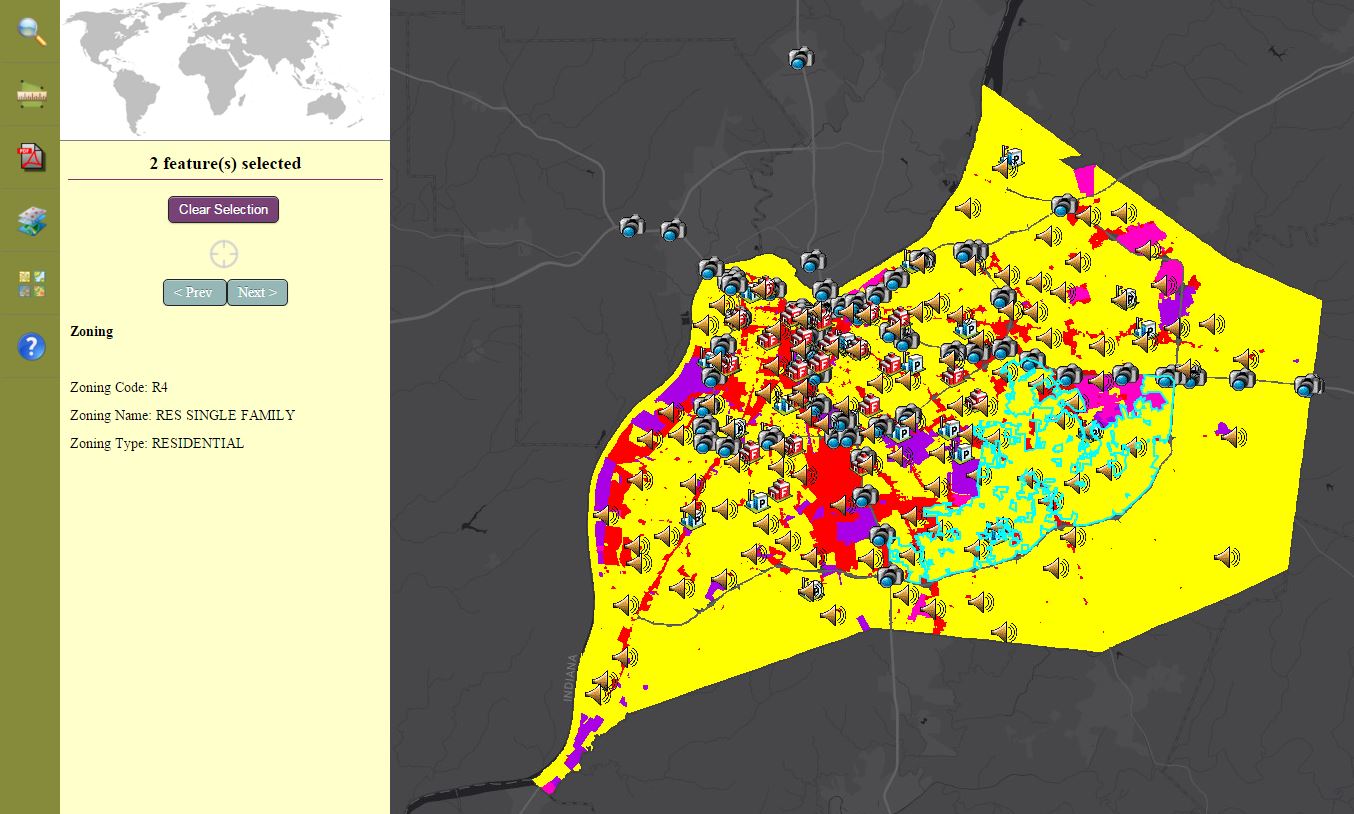 PDF
2 feature(s) selected
Clear Selection
< Prev
Next >
Zoning
Zoning Code: R4
Zoning Name: RES SINGLE FAMILY
Zoning Type: RESIDENTIAL
?
INDIANA